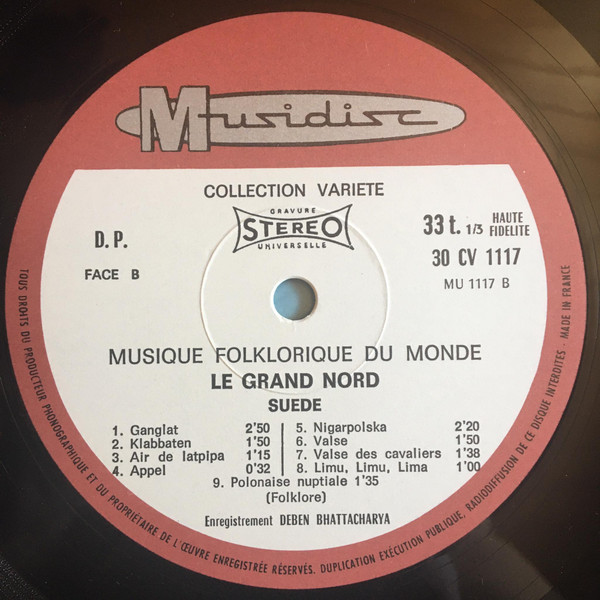 Musidisc
COLLECTION VARIETE
GRAVURE
STEREO
UNIVERSELLE
D.P.
FACE B
33 t. 1/3 HAUTE FIDELITE
30 CV 1117
MU 1117 B
MUSIQUE FOLKLORIQUE DU MONDE
LE GRAND NORD
SUEDE
1. Ganglat 2'50
2. Klabbaten 1'50
3. Air de latpipa 1'15
4. Appel 0'32
5. Nigarpolska 2'20
6. Valse 1'50
7. Valse des cavaliers 1'38
8. Limu, Limu, Lima 1'00
9. Polonaise nuptiale 1'35
(Folklore)
Enregistrement DEBEN BHATTACHARYA
TOUS DROITS DU PRODUCTEUR PHONOGRAPHIQUE ET DU PROPRIÉTAIRE DE L'ŒUVRE ENREGISTRÉE RÉSERVÉS. DUPLICATION EXÉCUTION PUBLIQUE, RADIODIFFUSION DE CE DISQUE INTERDITES - MADE IN FRANCE